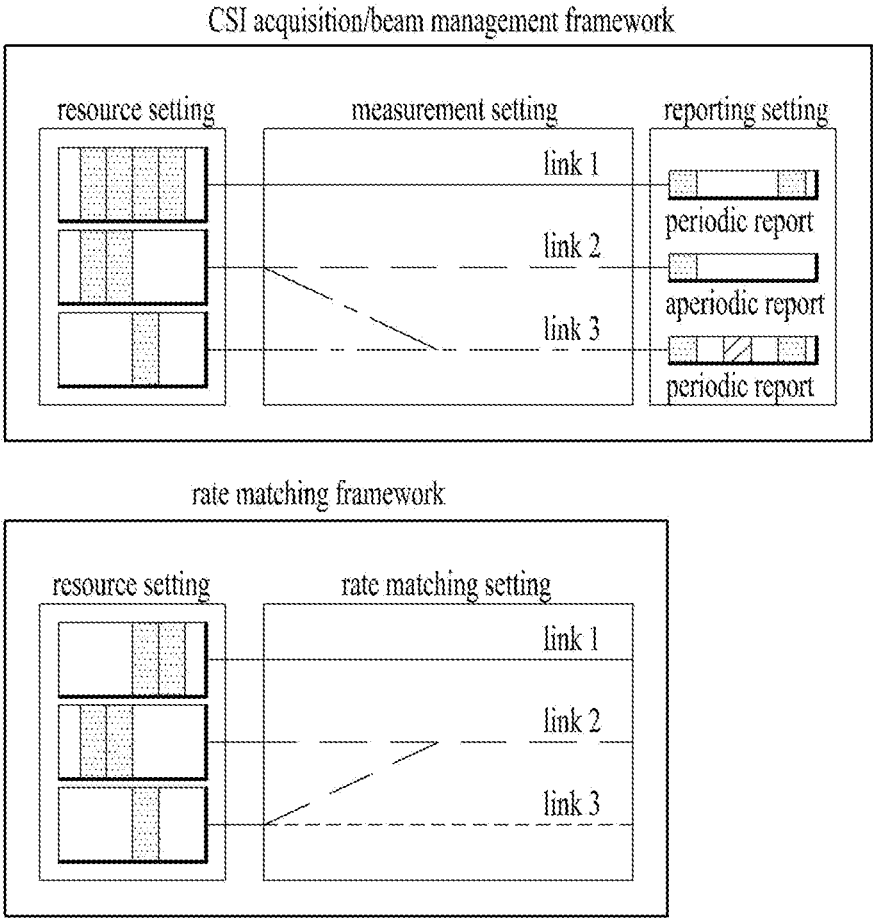 CSI acquisition/beam management framework
resource setting
measurement setting
reporting setting
link 1
periodic report
link 2
aperiodic report
link 3
periodic report
rate matching framework
resource setting
rate matching setting
link 1
link 2
link 3